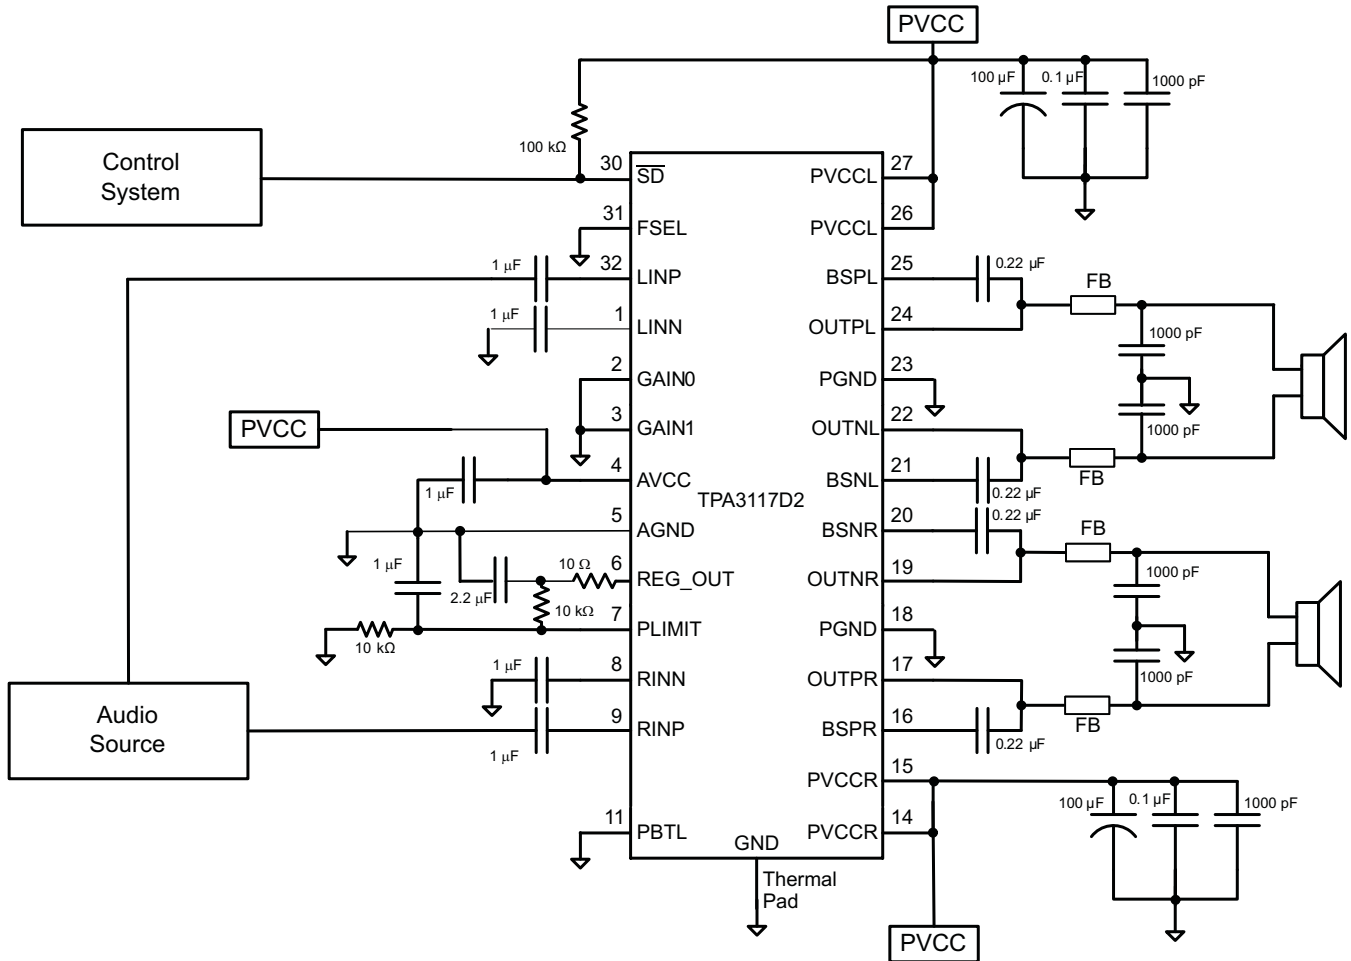 PVCC
100 µF
0.1 µF
1000 pF
100 kΩ
Control
System
30
SD
PVCCL
27
31
FSEL
PVCCL
26
1 µF
32
LINP
BSPL
25
0.22 µF
FB
1 µF
1
LINN
OUTPL
24
1000 pF
2
GAIN0
PGND
23
PVCC
3
GAIN1
OUTNL
22
1000 pF
1 µF
4
AVCC
BSNL
21
0.22 µF
FB
TPA3117D2
5
AGND
BSNR
20
0.22 µF
FB
1 µF
2.2 µF
10 Ω
6
REG_OUT
OUTNR
19
1000 pF
10 kΩ
10 kΩ
7
PLIMIT
PGND
18
1 µF
8
RINN
OUTPR
17
1000 pF
Audio
Source
1 µF
9
RINP
BSPR
16
0.22 µF
FB
PVCCR
15
100 µF
0.1 µF
1000 pF
11
PBTL
PVCCR
14
GND
Thermal
Pad
PVCC